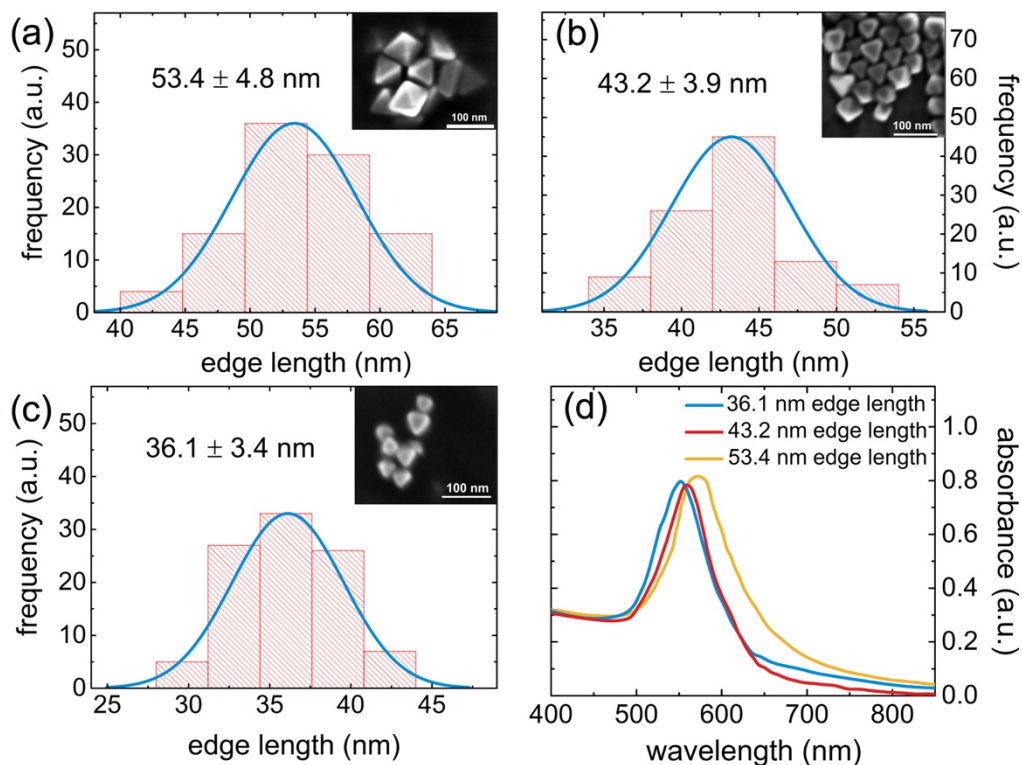 (a)
53.4 ± 4.8 nm
100 nm
frequency (a.u.)
0
10
20
30
40
50
40
45
50
55
60
65
edge length (nm)
(b)
43.2 ± 3.9 nm
100 nm
frequency (a.u.)
0
10
20
30
40
50
60
70
35
40
45
50
55
edge length (nm)
(c)
36.1 ± 3.4 nm
100 nm
frequency (a.u.)
0
10
20
30
40
50
25
30
35
40
45
edge length (nm)
(d)
36.1 nm edge length
43.2 nm edge length
53.4 nm edge length
absorbance (a.u.)
0.0
0.2
0.4
0.6
0.8
1.0
400
500
600
700
800
wavelength (nm)